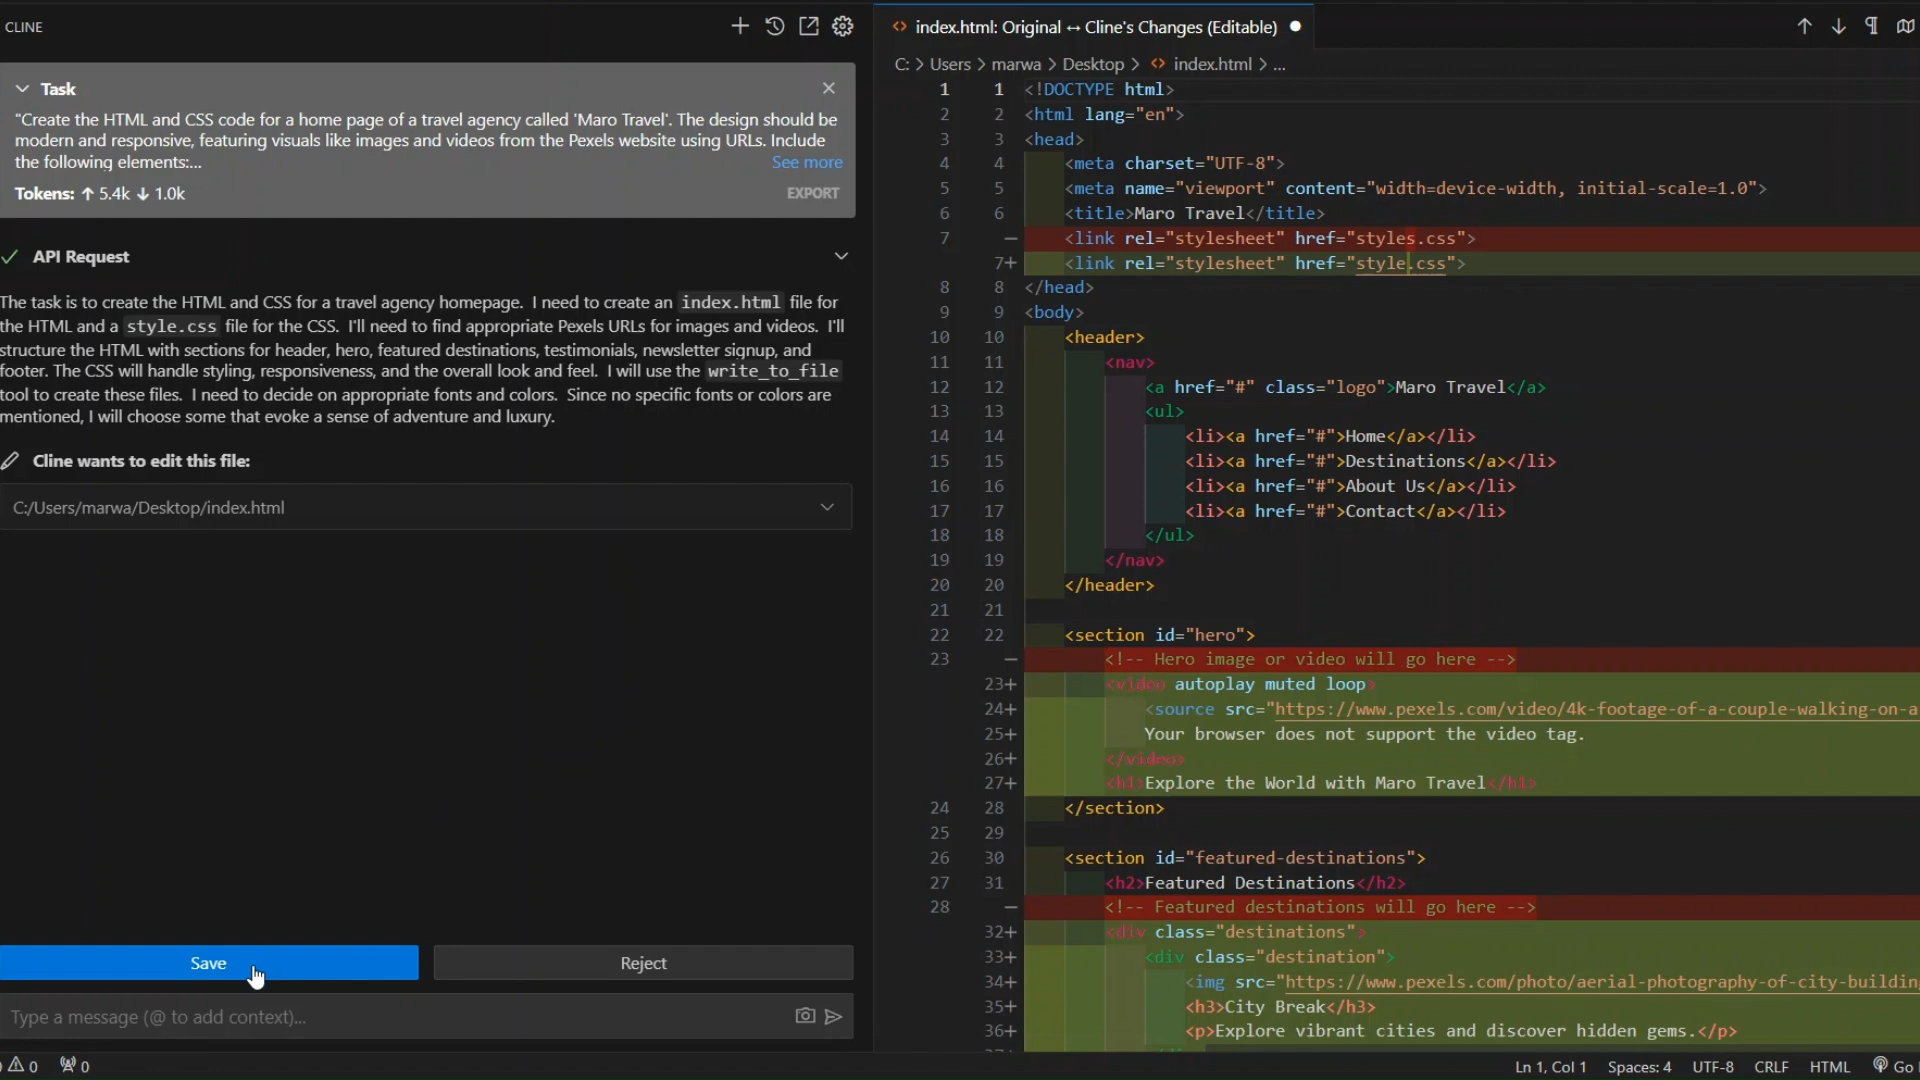 CLINE
Task
"Create the HTML and CSS code for a home page of a travel agency called 'Maro Travel'. The design should be
modern and responsive, featuring visuals like images and videos from the Pexels website using URLs. Include
the following elements:...
See more
Tokens: ↑ 5.4k ↓ 1.0k
EXPORT
API Request
The task is to create the HTML and CSS for a travel agency homepage. I need to create an index.html file for
the HTML and a style.css file for the CSS. I'll need to find appropriate Pexels URLs for images and videos. I'll
structure the HTML with sections for header, hero, featured destinations, testimonials, newsletter signup, and
footer. The CSS will handle styling, responsiveness, and the overall look and feel. I will use the write_to_file
tool to create these files. I need to decide on appropriate fonts and colors. Since no specific fonts or colors are
mentioned, I will choose some that evoke a sense of adventure and luxury.
Cline wants to edit this file:
C:/Users/marwa/Desktop/index.html
Save
Reject
Type a message (@ to add context)...
0
0
index.html: Original ↔ Cline's Changes (Editable)
C: > Users > marwa > Desktop > index.html > ...
1 1 <!DOCTYPE html>
2 2 <html lang="en">
3 3 <head>
4 4 <meta charset="UTF-8">
5 5 <meta name="viewport" content="width=device-width, initial-scale=1.0">
6 6 <title>Maro Travel</title>
7 — <link rel="stylesheet" href="styles.css">
7+ <link rel="stylesheet" href="style.css">
8 8 </head>
9 9 <body>
10 10 <header>
11 11 <nav>
12 12 <a href="#" class="logo">Maro Travel</a>
13 13 <ul>
14 14 <li><a href="#">Home</a></li>
15 15 <li><a href="#">Destinations</a></li>
16 16 <li><a href="#">About Us</a></li>
17 17 <li><a href="#">Contact</a></li>
18 18 </ul>
19 19 </nav>
20 20 </header>
21 21
22 22 <section id="hero">
23 — <!-- Hero image or video will go here -->
23+ <video autoplay muted loop>
24+ <source src="https://www.pexels.com/video/4k-footage-of-a-couple-walking-on-a
25+ Your browser does not support the video tag.
26+ </video>
27+ <h1>Explore the World with Maro Travel</h1>
24 28 </section>
25 29
26 30 <section id="featured-destinations">
27 31 <h2>Featured Destinations</h2>
28 — <!-- Featured destinations will go here -->
32+ <div class="destinations">
33+ <div class="destination">
34+ <img src="https://www.pexels.com/photo/aerial-photography-of-city-building
35+ <h3>City Break</h3>
36+ <p>Explore vibrant cities and discover hidden gems.</p>
Ln 1, Col 1 Spaces: 4 UTF-8 CRLF HTML Go